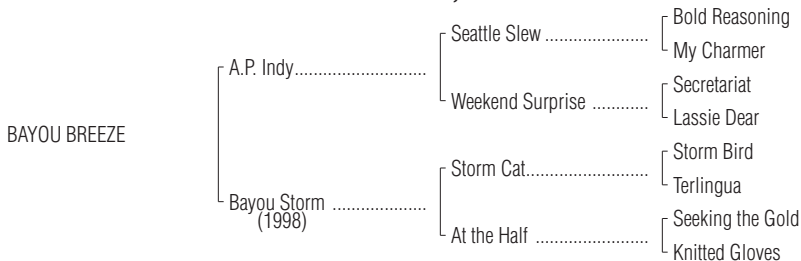 Bold Reasoning
Seattle Slew ......................
My Charmer
A.P. Indy............................
Secretariat
Weekend Surprise ............
Lassie Dear
BAYOU BREEZE
Storm Bird
Storm Cat..........................
Terlingua
Bayou Storm ....................
(1998)
Seeking the Gold
At the Half ........................
Knitted Gloves